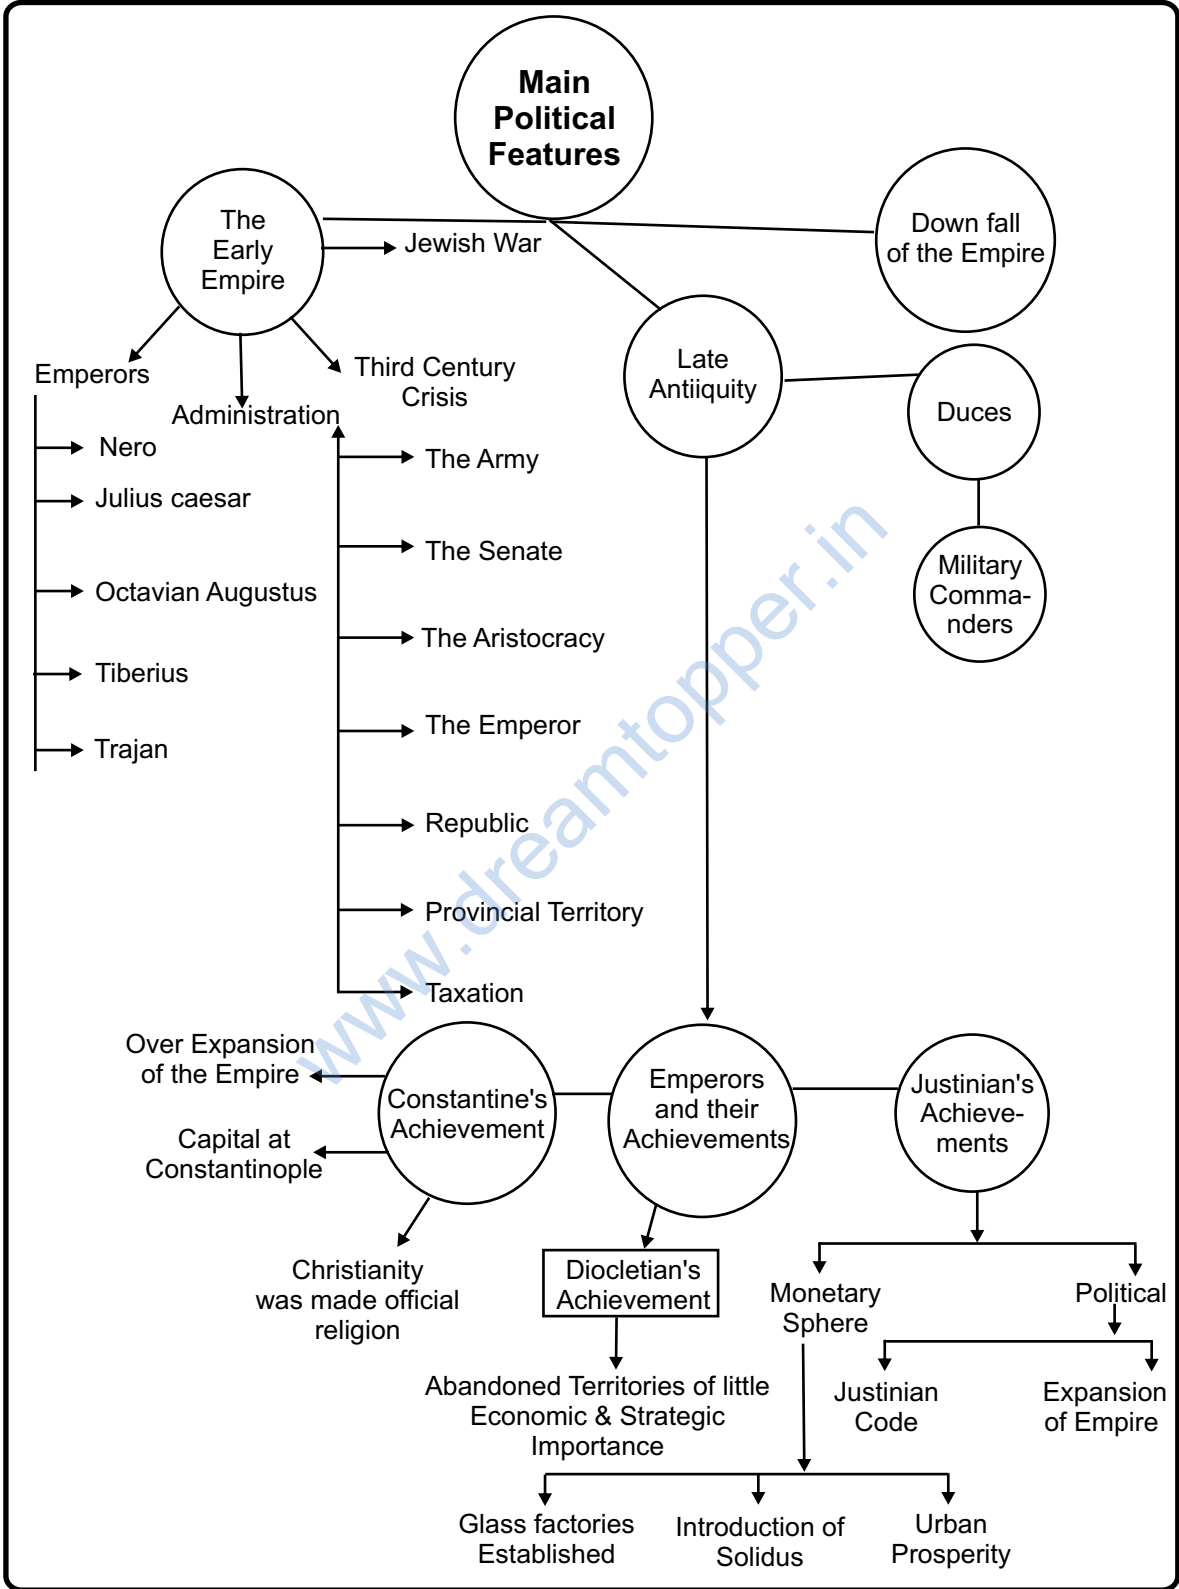 Main
Political
Features
The
Early
Empire
Jewish War
Down fall
of the Empire
Late
Antiiquity
Duces
Military
Comma-
nders
Emperors
Nero
Julius caesar
Octavian Augustus
Tiberius
Trajan
Administration
Third Century
Crisis
The Army
The Senate
The Aristocracy
The Emperor
Republic
Provincial Territory
Taxation
Over Expansion
of the Empire
Capital at
Constantinople
Constantine's
Achievement
Christianity
was made official
religion
Emperors
and their
Achievements
Diocletian's
Achievement
Abandoned Territories of little
Economic & Strategic
Importance
Justinian's
Achieve-
ments
Monetary
Sphere
Political
Justinian
Code
Expansion
of Empire
Glass factories
Established
Introduction of
Solidus
Urban
Prosperity
www.dreamtopper.in